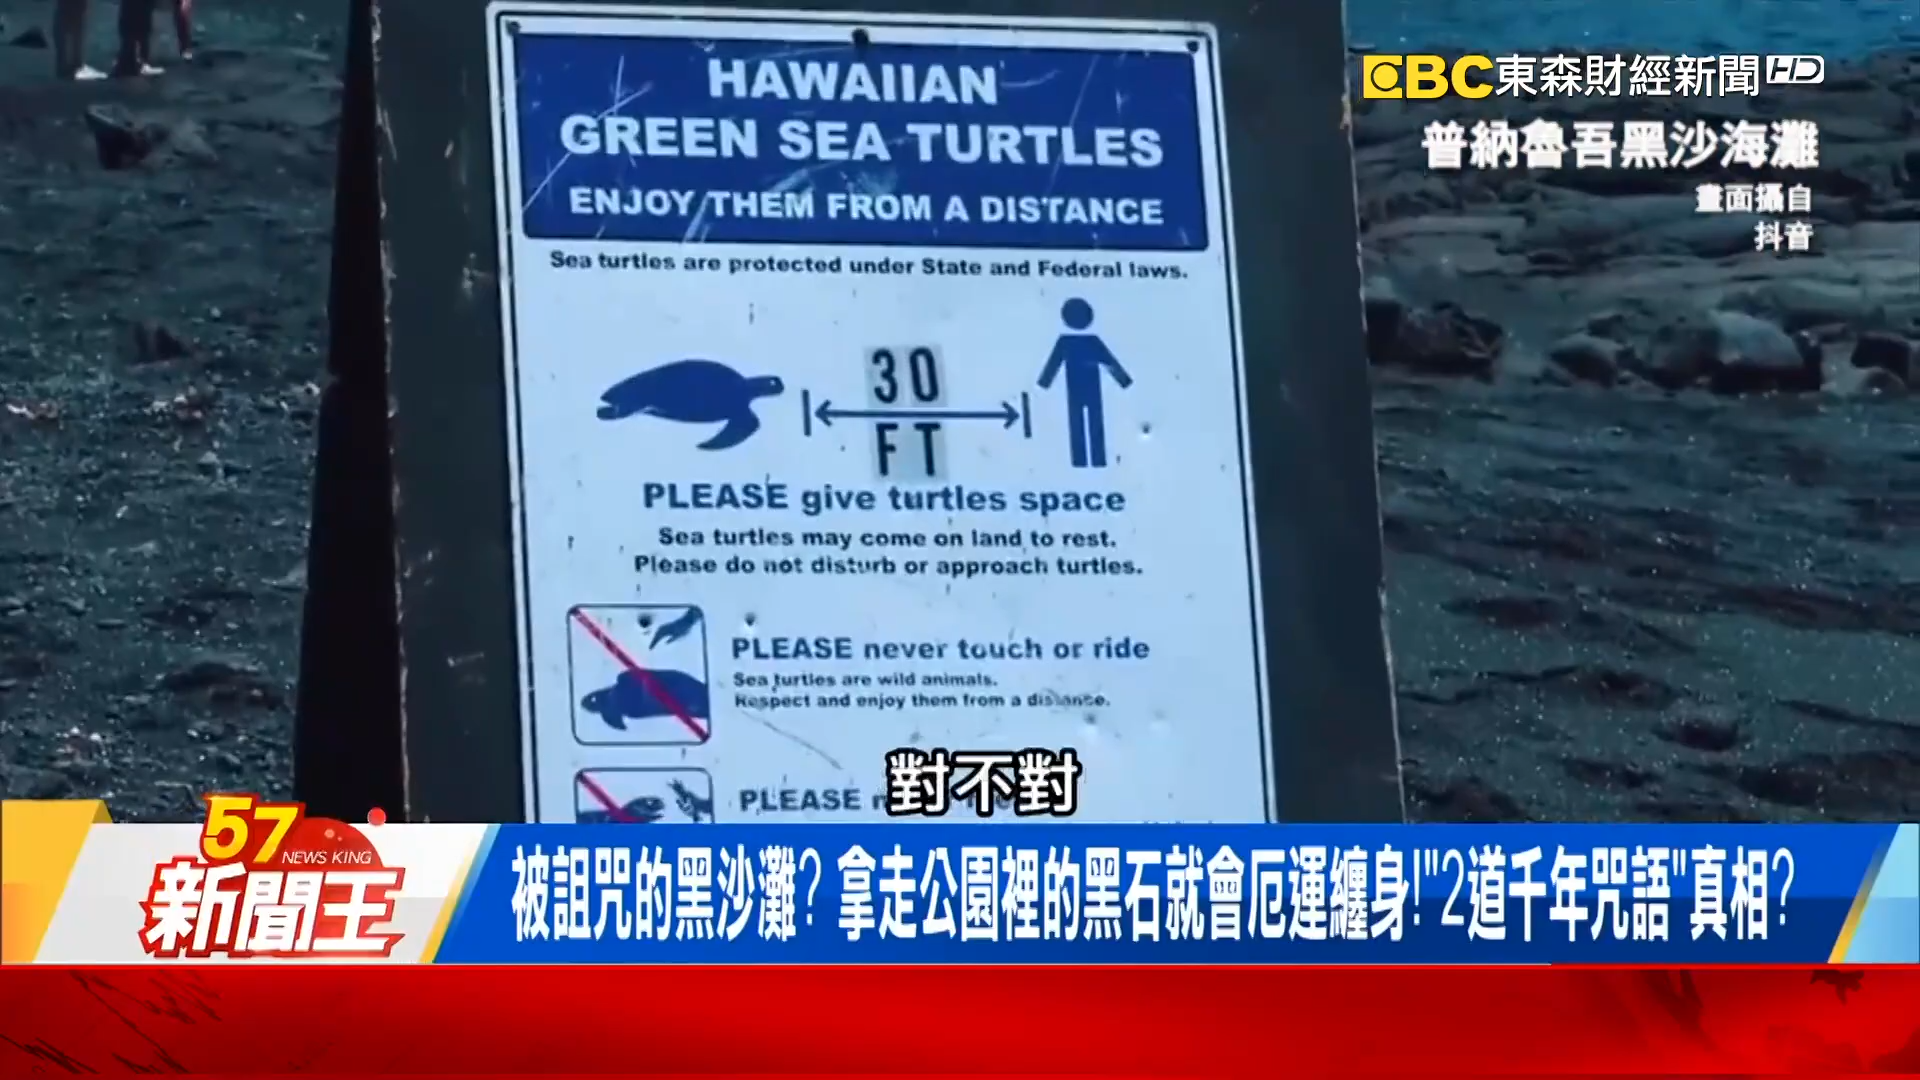 HAWAIIAN
GREEN SEA TURTLES
ENJOY THEM FROM A DISTANCE
Sea turtles are protected under State and Federal laws.
30
FT
PLEASE give turtles space
Sea turtles may come on land to rest.
Please do not disturb or approach turtles.
PLEASE never touch or ride
Sea turtles are wild animals.
Respect and enjoy them from a distance.
PLEASE
EBC東森財經新聞HD
普納魯吾黑沙海灘
畫面攝自
抖音
對不對
57
NEWS KING
新聞王
被詛咒的黑沙灘? 拿走公園裡的黑石就會厄運纏身!"2道千年咒語"真相?